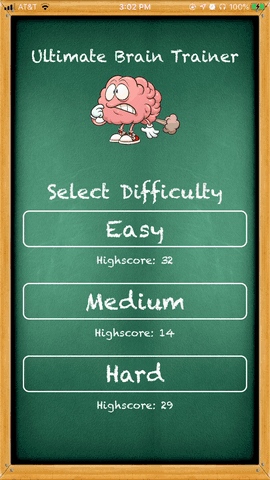 AT&T 3:02 PM 100%
Ultimate Brain Trainer
Select Difficulty
Easy
Highscore: 32
Medium
Highscore: 14
Hard
Highscore: 29